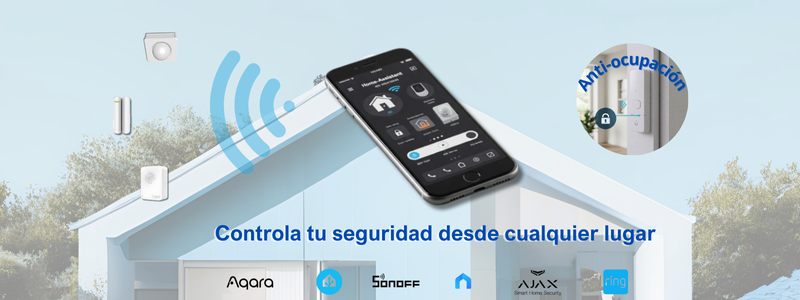 Anti-ocupación
Home-Assistant
Controla tu seguridad desde cualquier lugar
Aqara
SONOFF
AJAX
Smart Home Security
ring